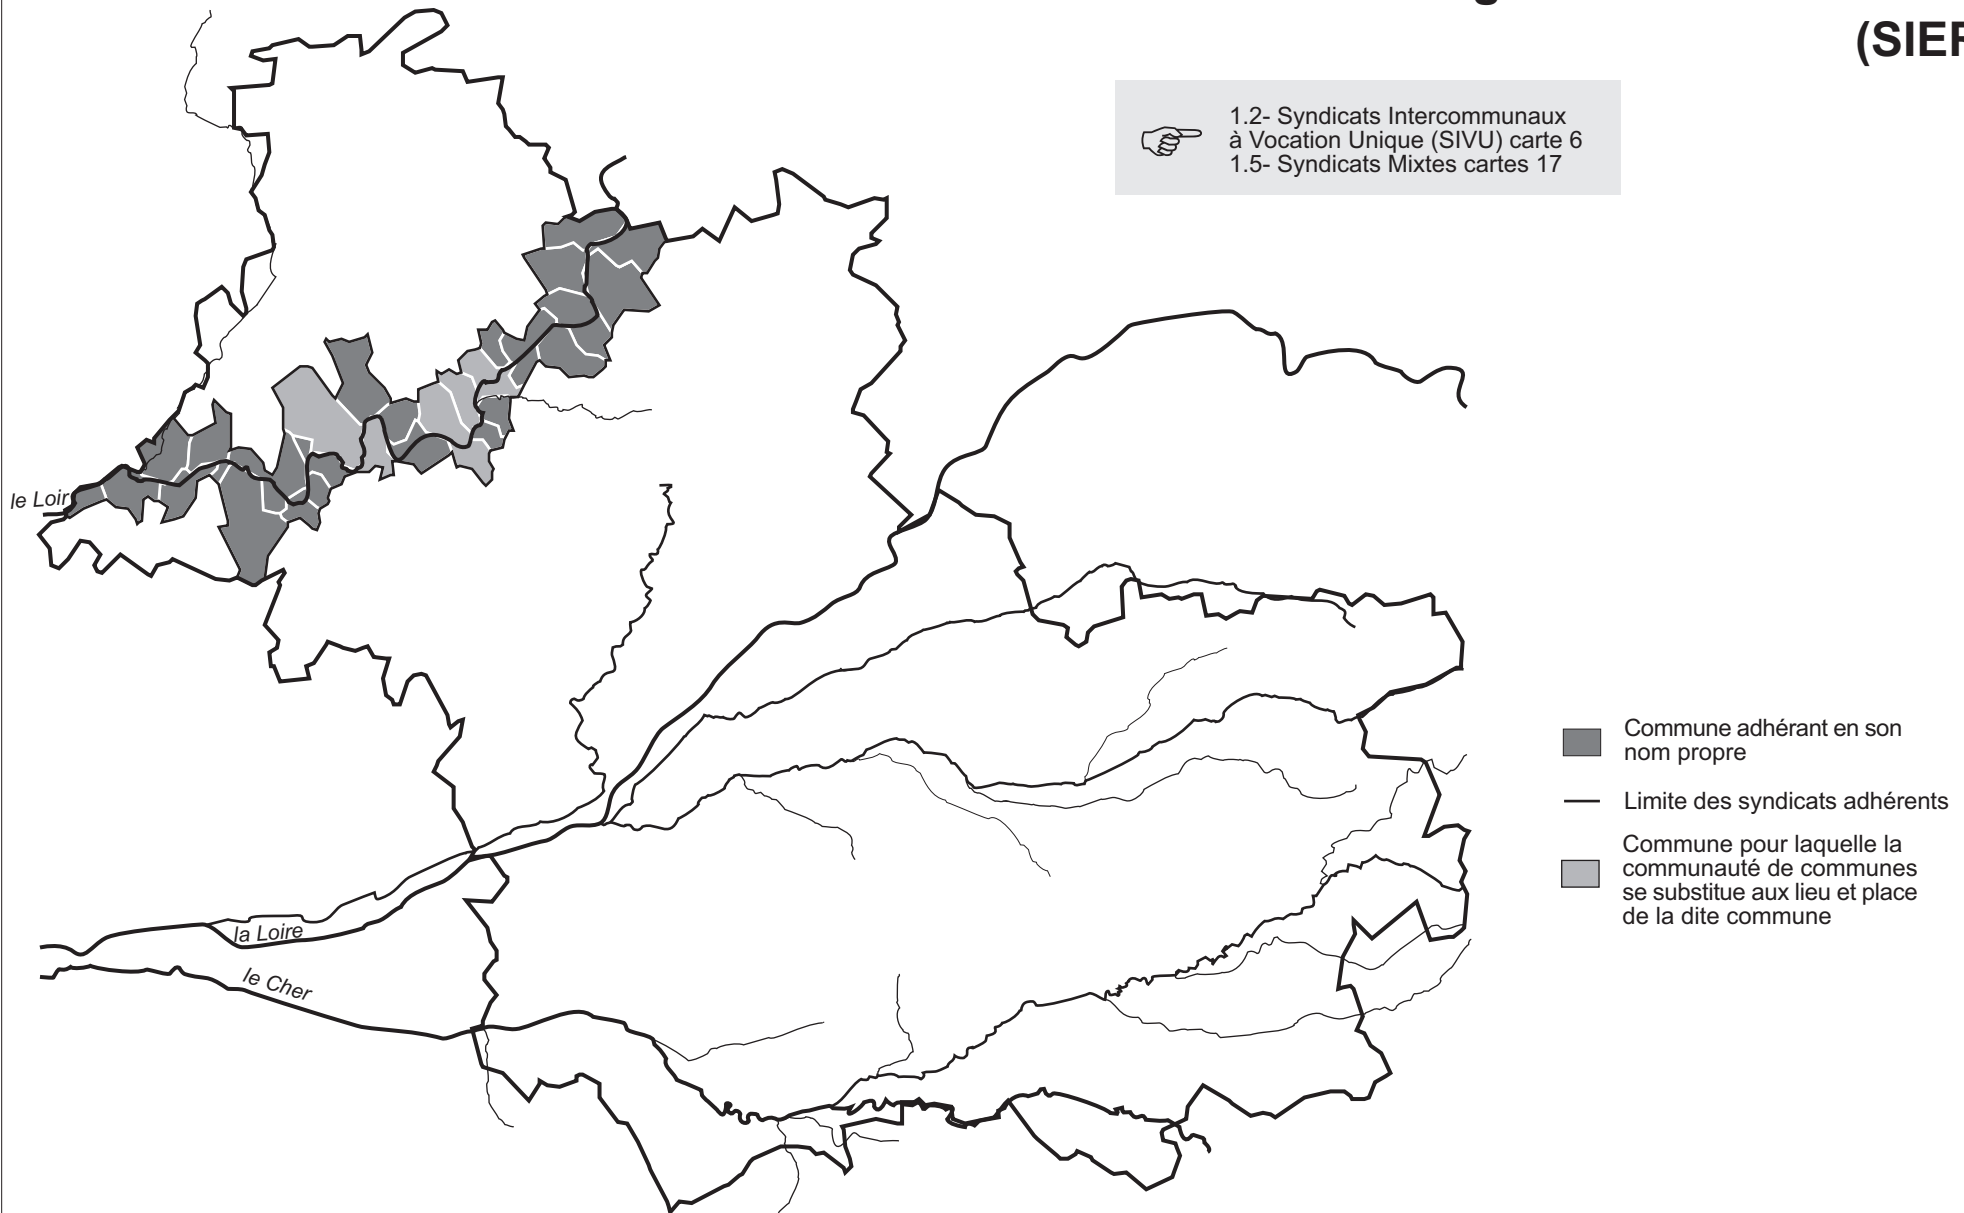 (SIER
1.2- Syndicats Intercommunaux
à Vocation Unique (SIVU) carte 6
1.5- Syndicats Mixtes cartes 17
le Loir
Commune adhérant en son
nom propre
Limite des syndicats adhérents
Commune pour laquelle la
communauté de communes
se substitue aux lieu et place
de la dite commune
la Loire
le Cher